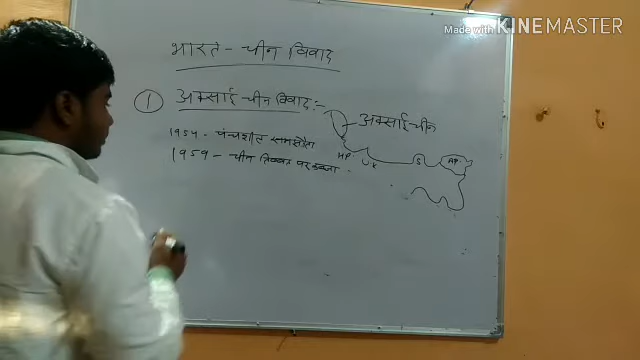 Made with KINEMASTER
भारत - चीन विवाद
① अक्साई चीन विवाद :-
अक्साई चीन
1954 - पंचशील समझौता
1959 - चीन तिब्बत पर कब्जा
HP
UK
S
AP